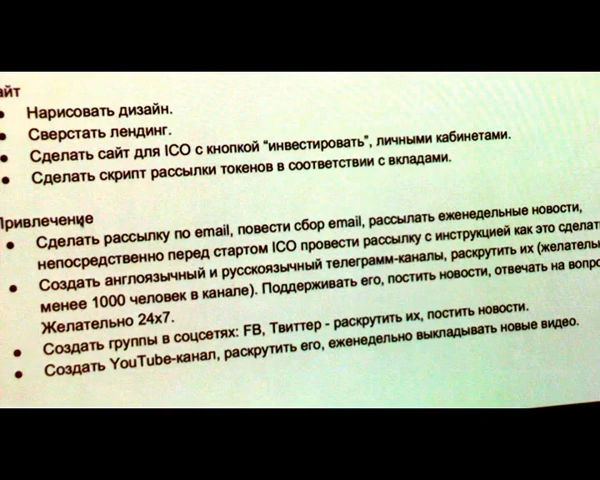 айт
Нарисовать дизайн.
Сверстать лендинг.
Сделать сайт для ICO с кнопкой "инвестировать", личными кабинетами.
Сделать скрипт рассылки токенов в соответствии с вкладами.
Привлечение
Сделать рассылку по email, повести сбор email, рассылать еженедельные новости,
непосредственно перед стартом ICO провести рассылку с инструкцией как это сделат
Создать англоязычный и русскоязычный телеграмм-каналы, раскрутить их (желатель
менее 1000 человек в канале). Поддерживать его, постить новости, отвечать на вопро
Желательно 24x7.
Создать группы в соцсетях: FB, Твиттер - раскрутить их, постить новости.
Создать YouTube-канал, раскрутить его, еженедельно выкладывать новые видео.